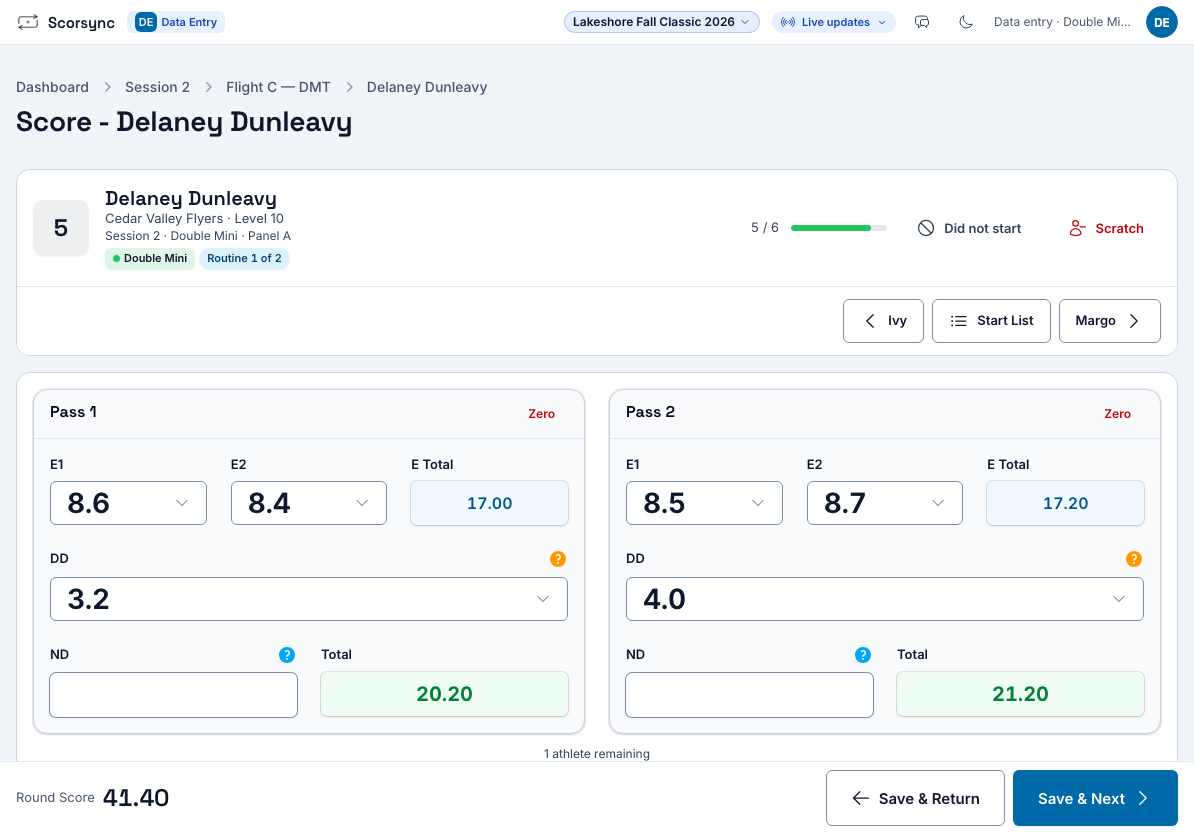 Scorsync DE Data Entry Lakeshore Fall Classic 2026 Live updates Data entry · Double Mi... DE
Dashboard Session 2 Flight C — DMT Delaney Dunleavy
Score - Delaney Dunleavy
5
Delaney Dunleavy
Cedar Valley Flyers · Level 10
Session 2 · Double Mini · Panel A
Double Mini Routine 1 of 2
5 / 6 Did not start Scratch
Ivy Start List Margo
Pass 1 Zero
E1 E2 E Total
8.6 8.4 17.00
DD ?
3.2
ND ? Total
20.20
Pass 2 Zero
E1 E2 E Total
8.5 8.7 17.20
DD ?
4.0
ND ? Total
21.20
1 athlete remaining
Round Score 41.40 Save & Return Save & Next